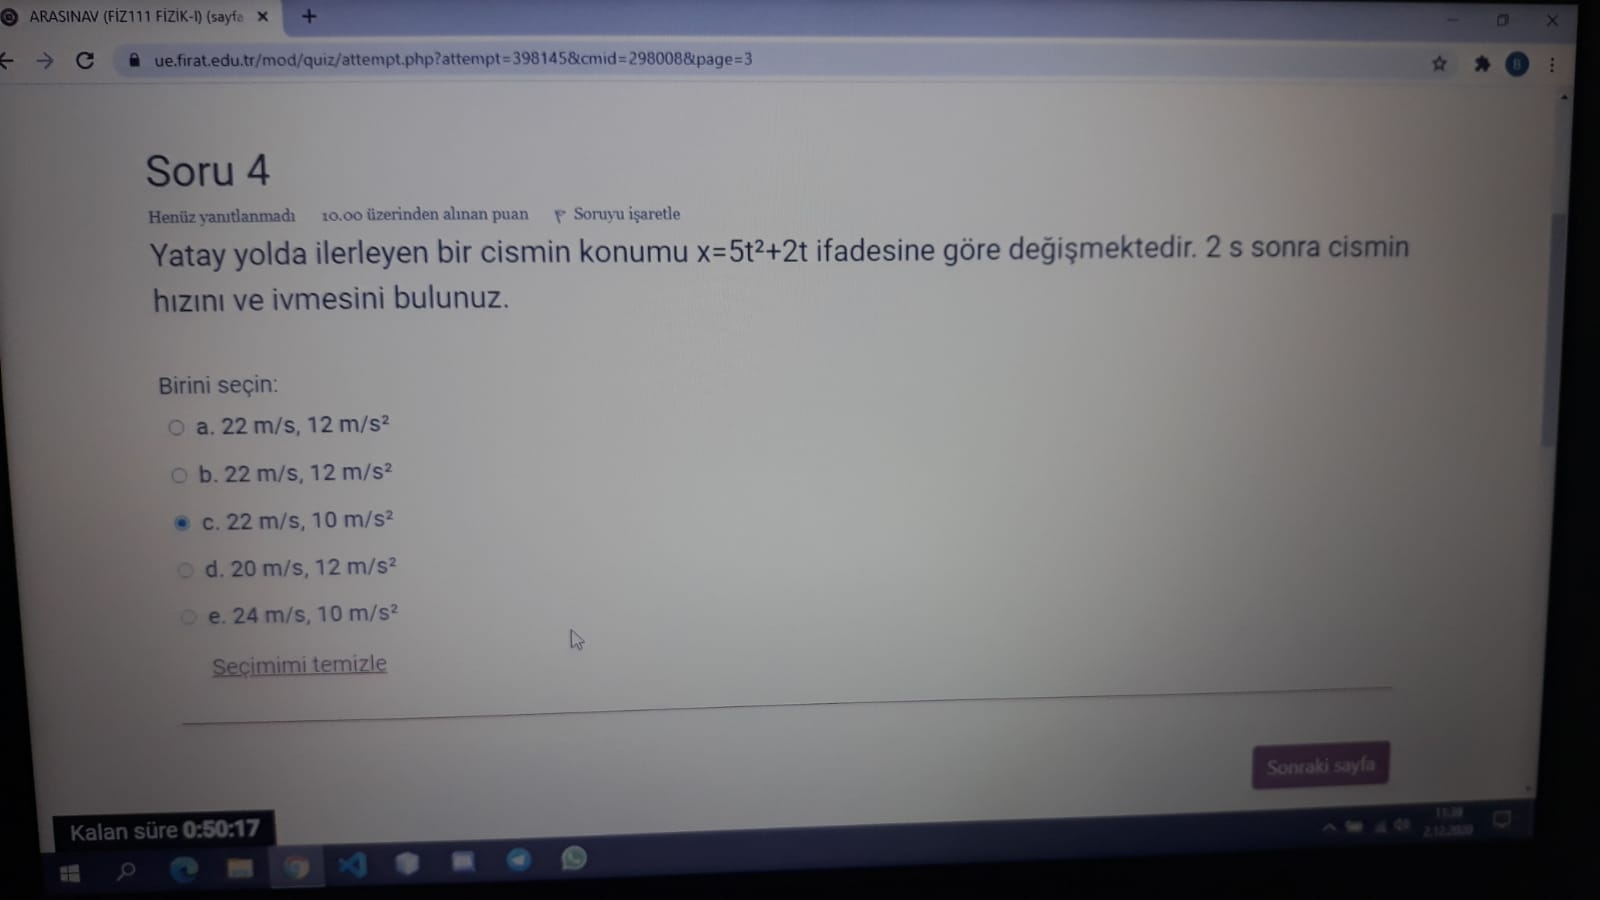 ARASINAV (FİZ111 FİZİK-I) (sayfa
ue.firat.edu.tr/mod/quiz/attempt.php?attempt=398145&cmid=298008&page=3
B
Soru 4
Henüz yanıtlanmadı 10.00 üzerinden alınan puan Soruyu işaretle
Yatay yolda ilerleyen bir cismin konumu x=5t²+2t ifadesine göre değişmektedir. 2 s sonra cismin
hızını ve ivmesini bulunuz.
Birini seçin:
a. 22 m/s, 12 m/s²
b. 22 m/s, 12 m/s²
c. 22 m/s, 10 m/s²
d. 20 m/s, 12 m/s²
e. 24 m/s, 10 m/s²
Seçimimi temizle
Sonraki sayfa
Kalan süre 0:50:17
2.12.2020